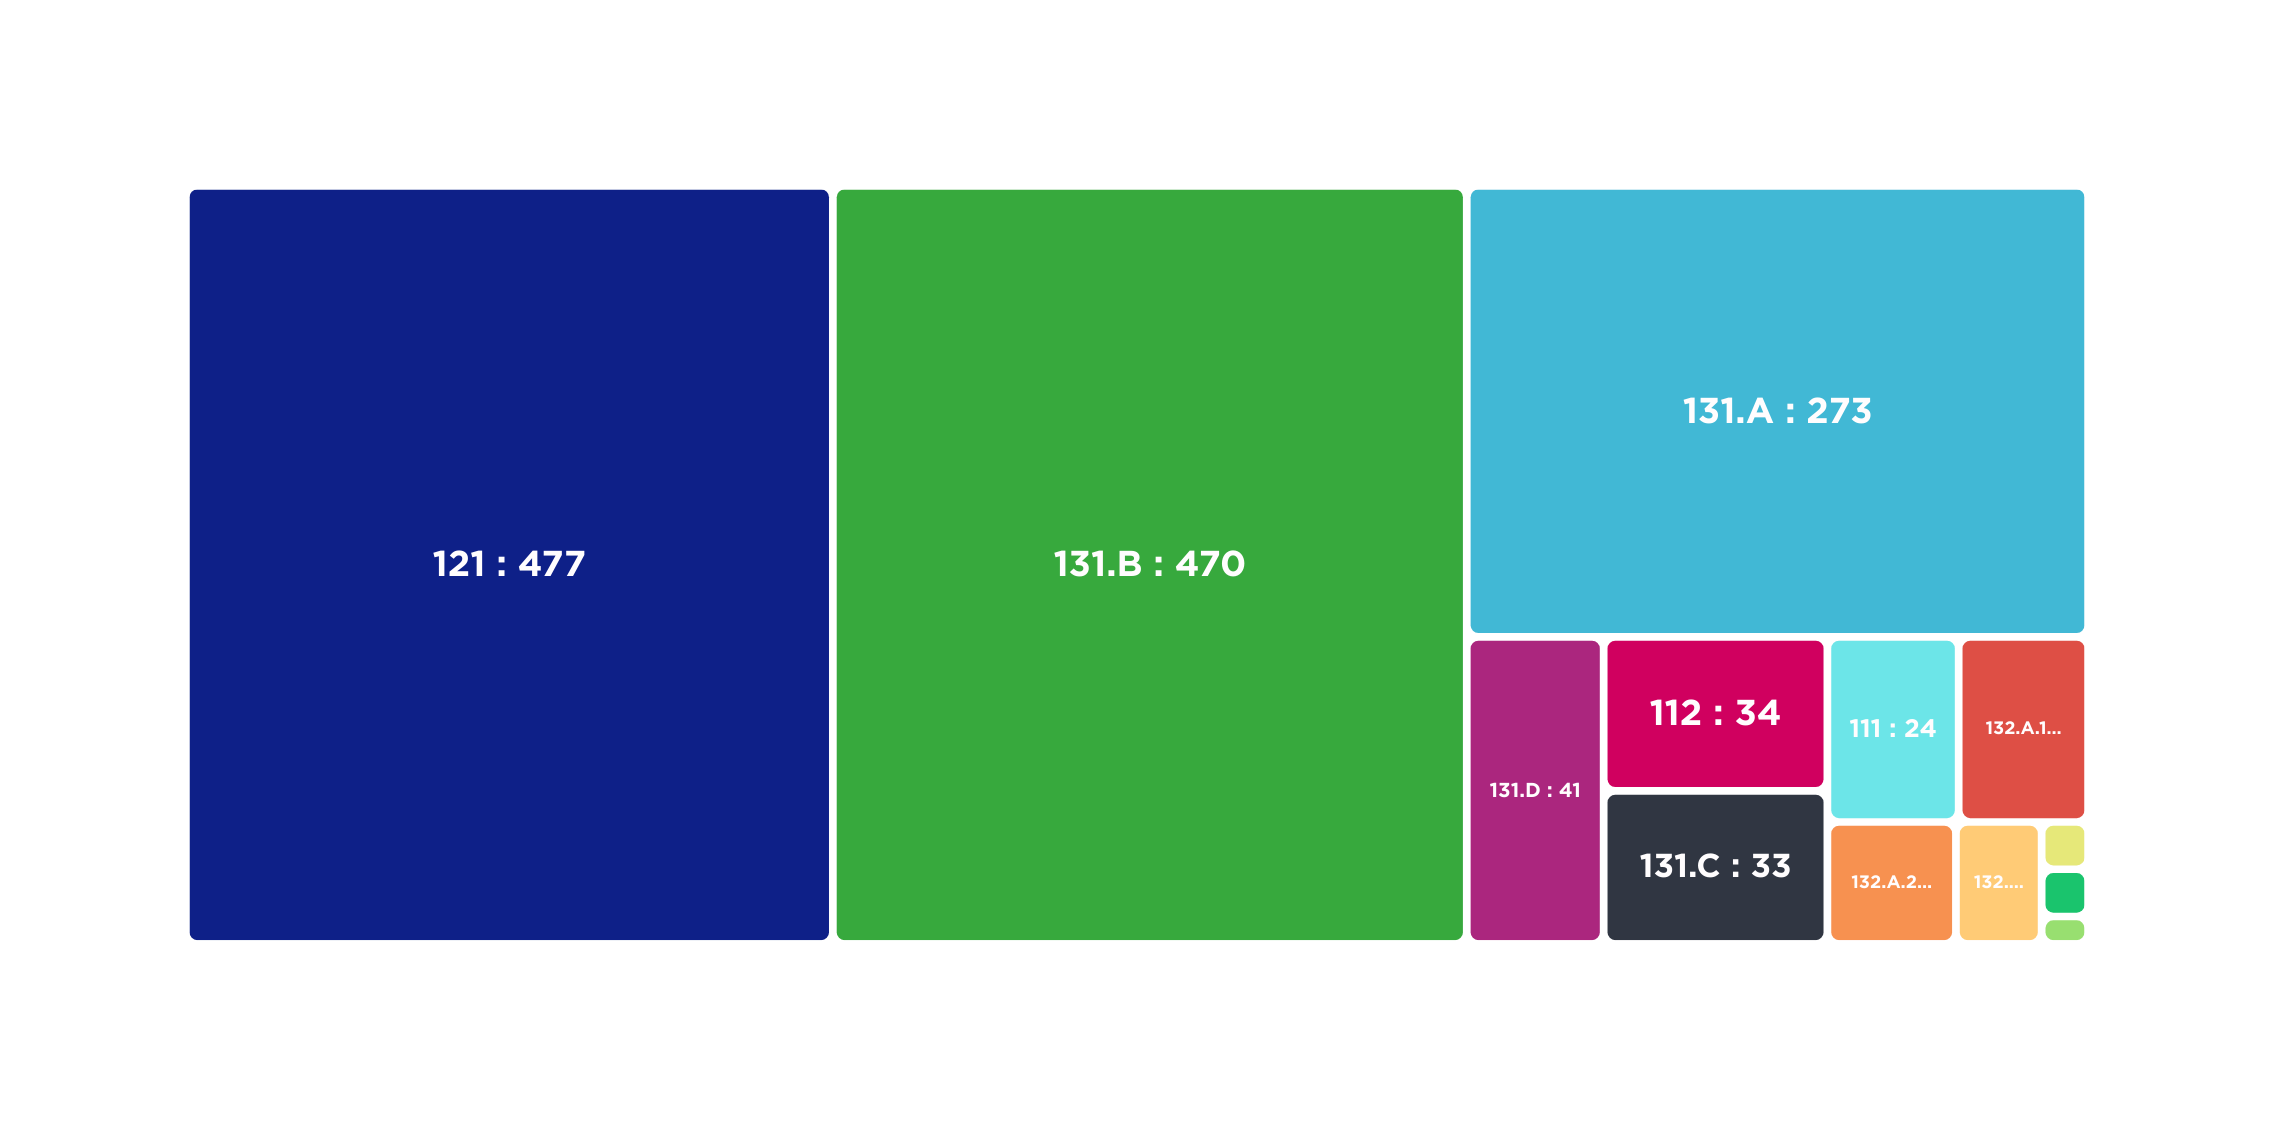 121 : 477
131.B : 470
131.A : 273
131.D : 41
112 : 34
131.C : 33
111 : 24
132.A.1...
132.A.2...
132....